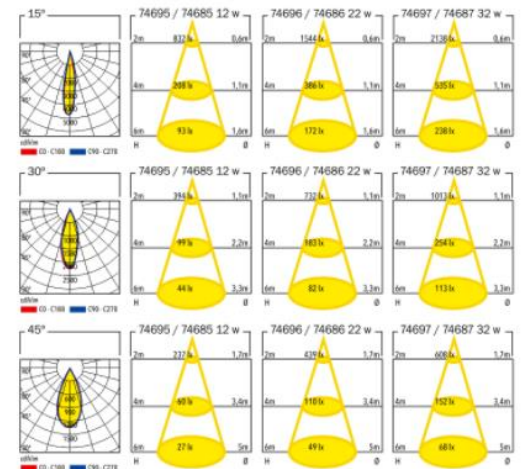 15°
74695 / 74685 12 w
74696 / 74686 22 w
74697 / 74687 32 w
2m 832 lx 0,6m
2m 1544 lx 0,6m
2m 2138 lx 0,6m
4m 208 lx 1,1m
4m 386 lx 1,1m
4m 535 lx 1,1m
6m 93 lx 1,6m
6m 172 lx 1,6m
6m 238 lx 1,6m
H Ø
H Ø
H Ø
cd/klm
C0 - C180 C90 - C270
30°
74695 / 74685 12 w
74696 / 74686 22 w
74697 / 74687 32 w
2m 394 lx 1,1m
2m 732 lx 1,1m
2m 1013 lx 1,1m
4m 99 lx 2,2m
4m 183 lx 2,2m
4m 254 lx 2,2m
6m 44 lx 3,3m
6m 82 lx 3,3m
6m 113 lx 3,3m
H Ø
H Ø
H Ø
2500
cd/klm
C0 - C180 C90 - C270
45°
74695 / 74685 12 w
74696 / 74686 22 w
74697 / 74687 32 w
2m 237 lx 1,7m
2m 439 lx 1,7m
2m 608 lx 1,7m
4m 60 lx 3,4m
4m 110 lx 3,4m
4m 152 lx 3,4m
600
900
1500
6m 27 lx 5m
6m 49 lx 5m
6m 68 lx 5m
H Ø
H Ø
H Ø
cd/klm
C0 - C180 C90 - C270